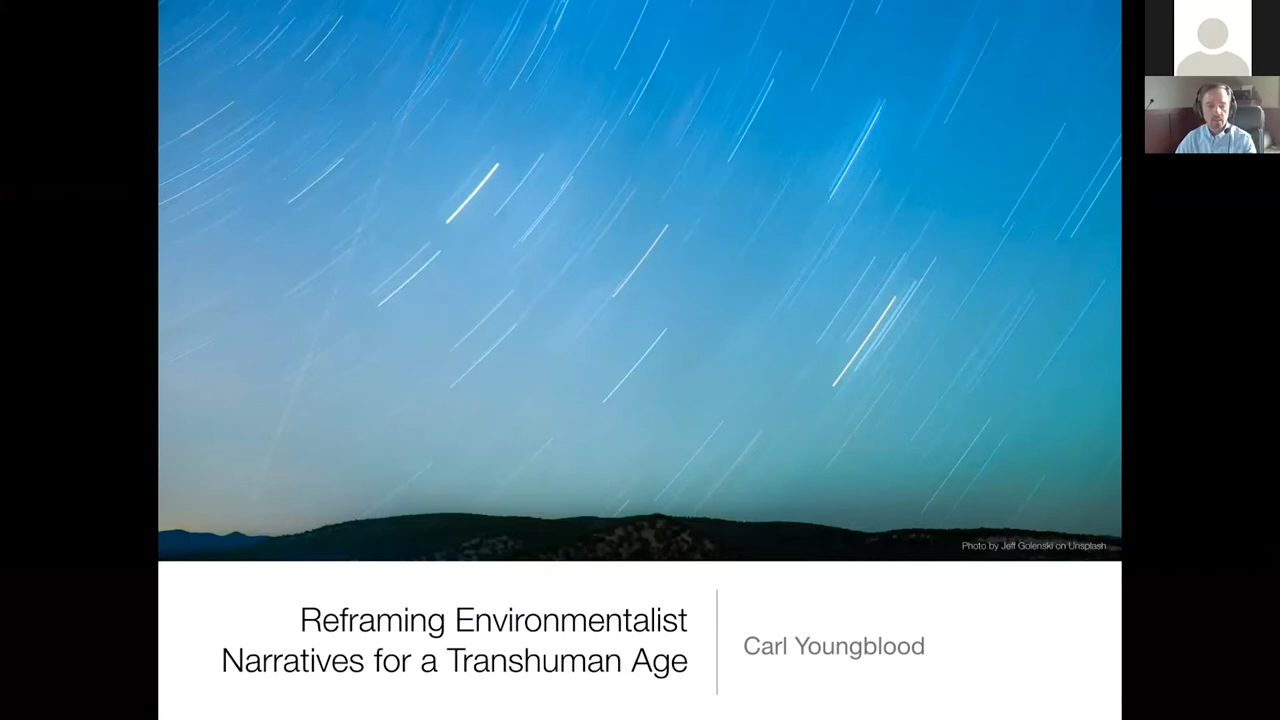 Photo by Jeff Golenski on Unsplash
Reframing Environmentalist
Narratives for a Transhuman Age
Carl Youngblood